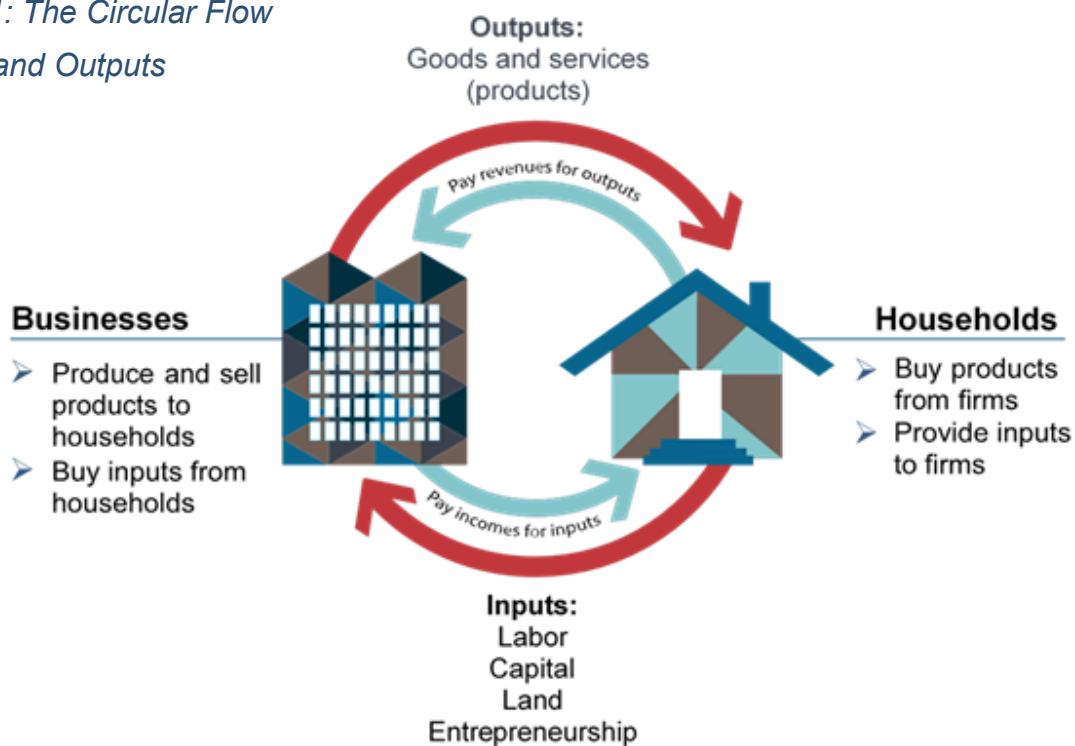 1: The Circular Flow
and Outputs
Outputs:
Goods and services
(products)
Pay revenues for outputs
Businesses
➢ Produce and sell
products to
households
➢ Buy inputs from
households
Households
➢ Buy products
from firms
➢ Provide inputs
to firms
Pay incomes for inputs
Inputs:
Labor
Capital
Land
Entrepreneurship